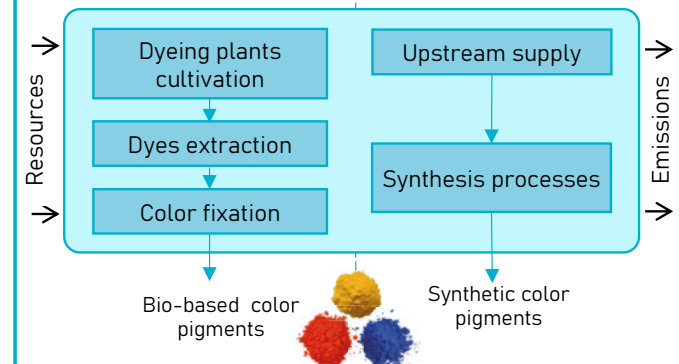 Resources
Dyeing plants
cultivation
Dyes extraction
Color fixation
Bio-based color
pigments
Upstream supply
Synthesis processes
Synthetic color
pigments
Emissions